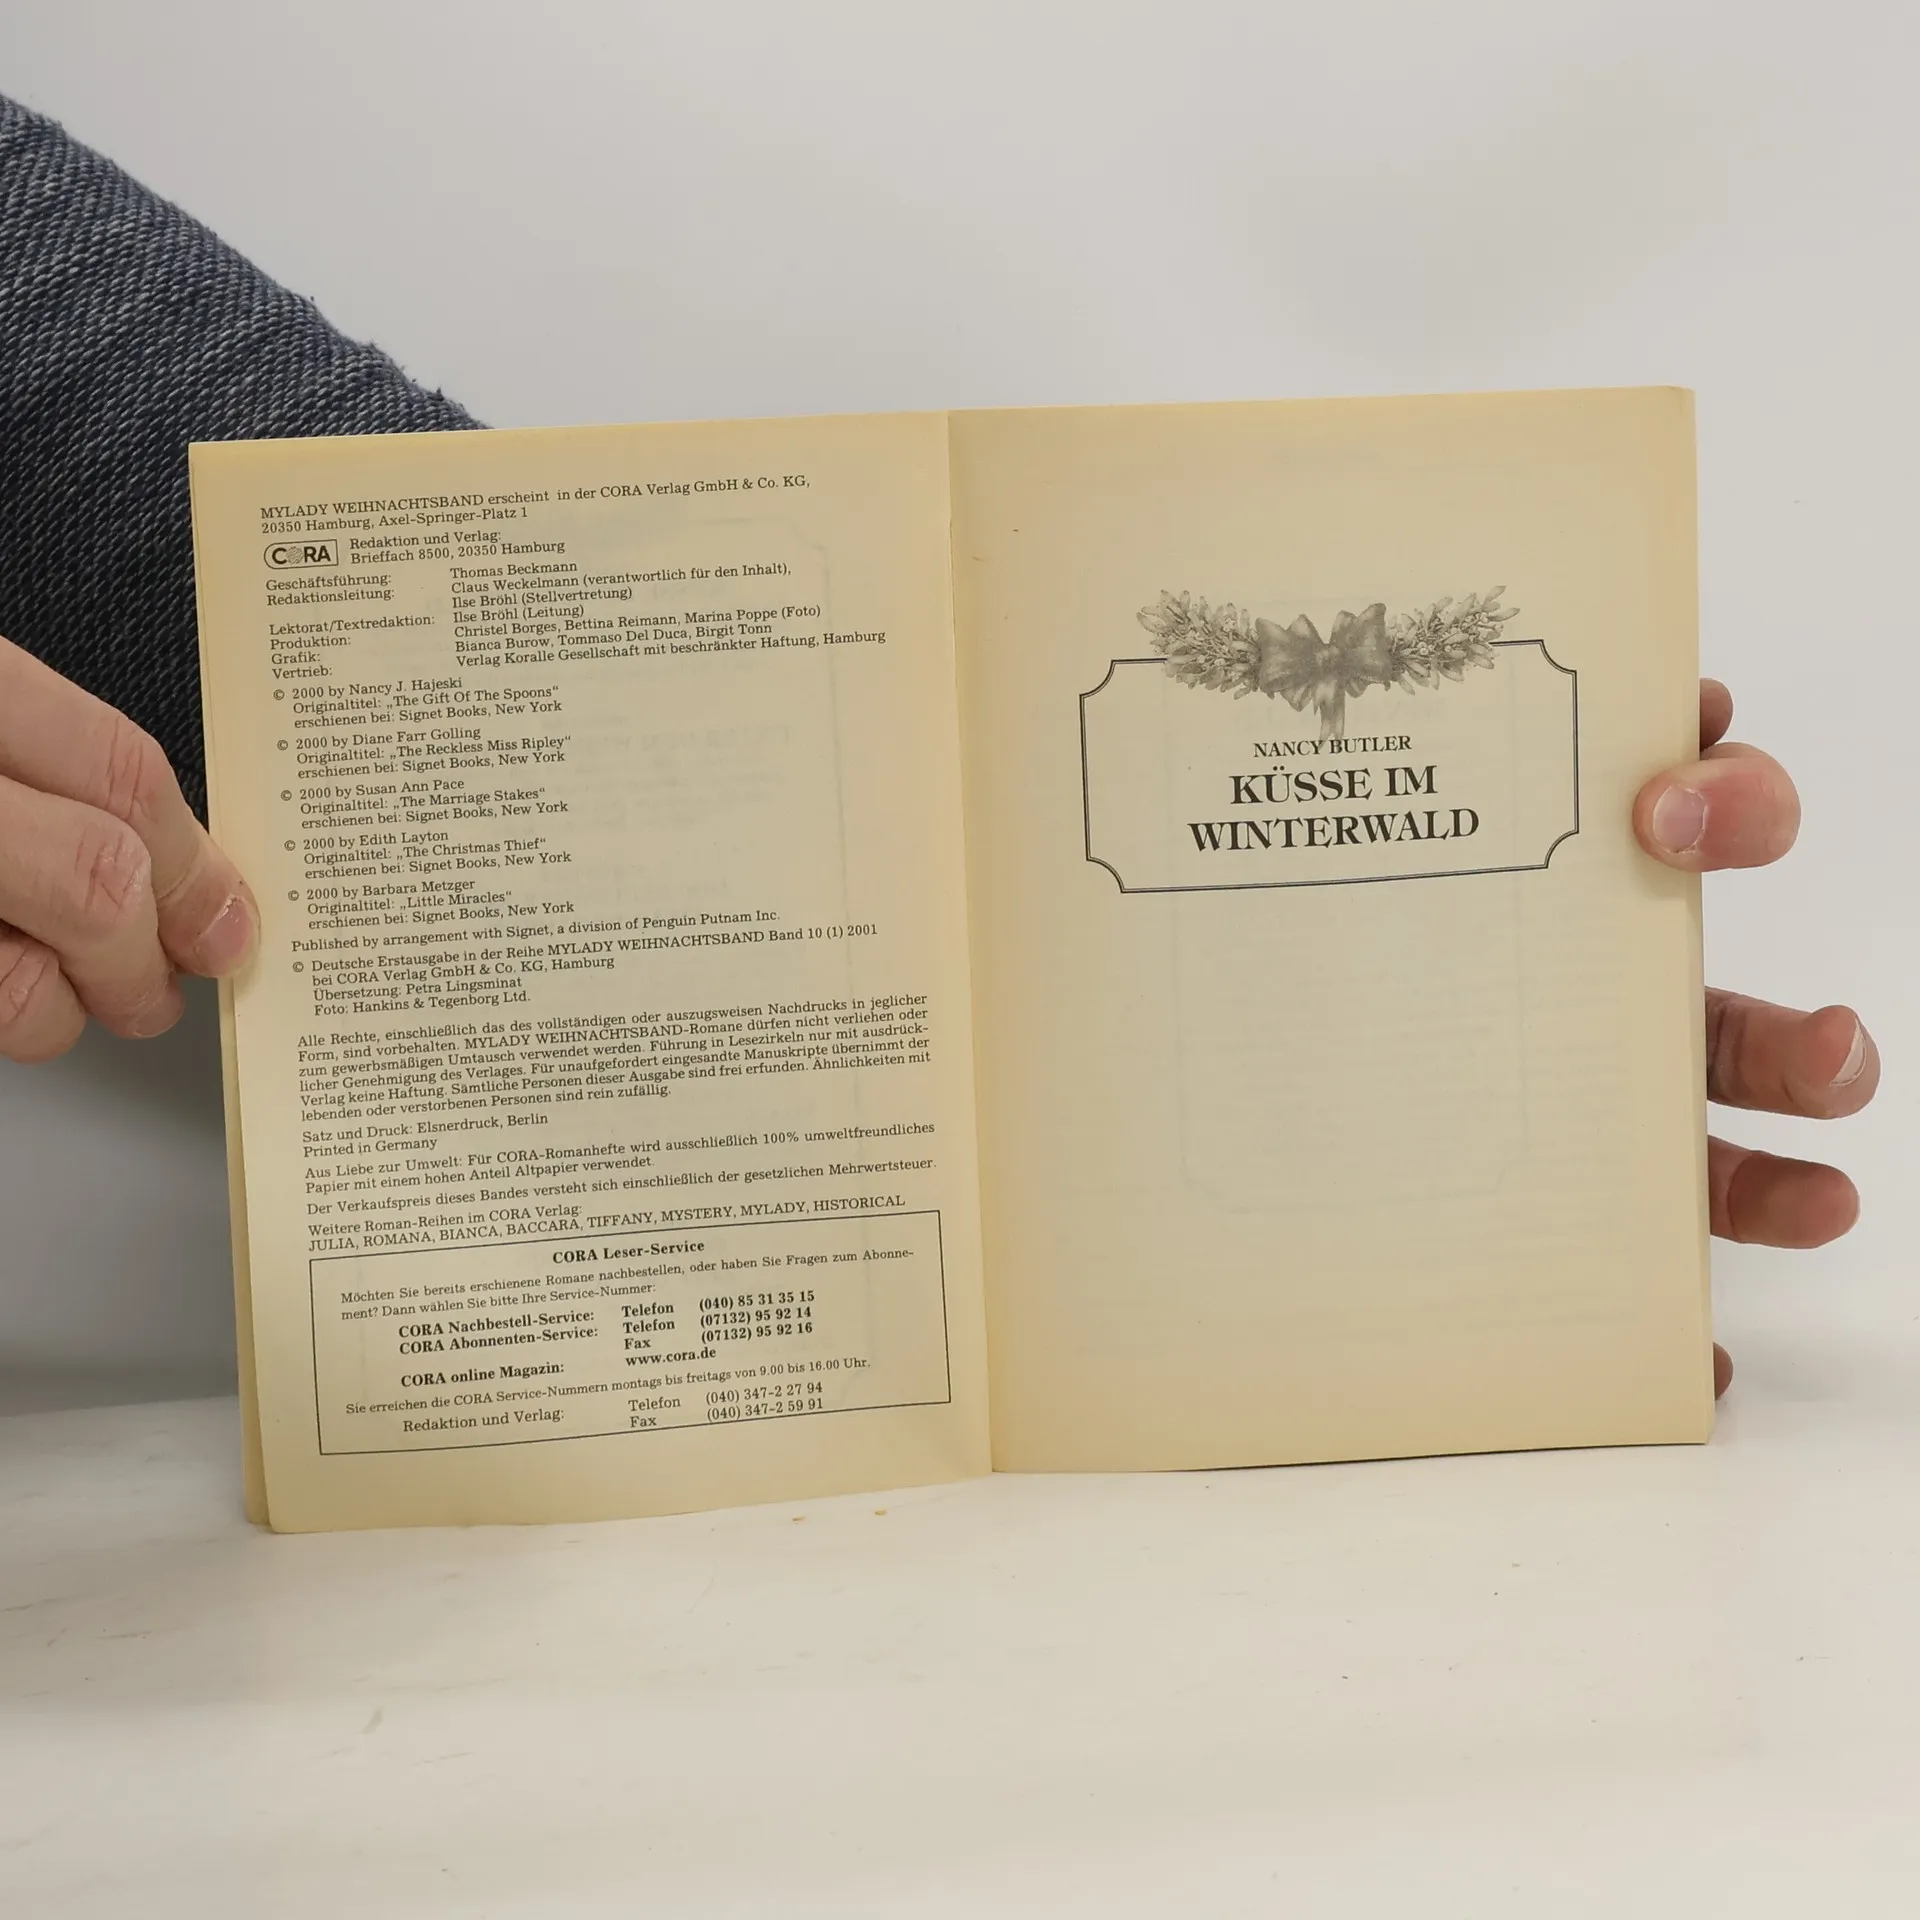 MYLADY WEIHNACHTSBAND erscheint in der CORA Verlag GmbH & Co. KG,
20350 Hamburg, Axel-Springer-Platz 1
CORA
Redaktion und Verlag:
Brieffach 8500, 20350 Hamburg
Geschäftsführung: Thomas Beckmann
Redaktionsleitung: Claus Weckelmann (verantwortlich für den Inhalt),
Ilse Bröhl (Stellvertretung)
Lektorat/Textredaktion: Ilse Bröhl (Leitung)
Produktion: Christel Borges, Bettina Reimann, Marina Poppe (Foto)
Grafik: Bianca Burow, Tommaso Del Duca, Birgit Tonn
Vertrieb: Verlag Koralle Gesellschaft mit beschränkter Haftung, Hamburg
© 2000 by Nancy J. Hajeski
Originaltitel: „The Gift Of The Spoons“
erschienen bei: Signet Books, New York
© 2000 by Diane Farr Golling
Originaltitel: „The Reckless Miss Ripley“
erschienen bei: Signet Books, New York
© 2000 by Susan Ann Pace
Originaltitel: „The Marriage Stakes“
erschienen bei: Signet Books, New York
© 2000 by Edith Layton
Originaltitel: „The Christmas Thief“
erschienen bei: Signet Books, New York
© 2000 by Barbara Metzger
Originaltitel: „Little Miracles“
erschienen bei: Signet Books, New York
Published by arrangement with Signet, a division of Penguin Putnam Inc.
© Deutsche Erstausgabe in der Reihe MYLADY WEIHNACHTSBAND Band 10 (1) 2001
bei CORA Verlag GmbH & Co. KG, Hamburg
Übersetzung: Petra Lingsminat
Foto: Hankins & Tegenborg Ltd.
Alle Rechte, einschließlich das des vollständigen oder auszugsweisen Nachdrucks in jeglicher
Form, sind vorbehalten. MYLADY WEIHNACHTSBAND-Romane dürfen nicht verliehen oder
zum gewerbsmäßigen Umtausch verwendet werden. Führung in Lesezirkeln nur mit ausdrück-
licher Genehmigung des Verlages. Für unaufgefordert eingesandte Manuskripte übernimmt der
Verlag keine Haftung. Sämtliche Personen dieser Ausgabe sind frei erfunden. Ähnlichkeiten mit
lebenden oder verstorbenen Personen sind rein zufällig.
Satz und Druck: Elsnerdruck, Berlin
Printed in Germany
Aus Liebe zur Umwelt: Für CORA-Romanhefte wird ausschließlich 100% umweltfreundliches
Papier mit einem hohen Anteil Altpapier verwendet.
Der Verkaufspreis dieses Bandes versteht sich einschließlich der gesetzlichen Mehrwertsteuer.
Weitere Roman-Reihen im CORA Verlag:
JULIA, ROMANA, BIANCA, BACCARA, TIFFANY, MYSTERY, MYLADY, HISTORICAL
CORA Leser-Service
Möchten Sie bereits erschienene Romane nachbestellen, oder haben Sie Fragen zum Abonne-
ment? Dann wählen Sie bitte Ihre Service-Nummer:
CORA Nachbestell-Service: Telefon (040) 85 31 35 15
CORA Abonnenten-Service: Telefon (07132) 95 92 14
Fax (07132) 95 92 16
CORA online Magazin: www.cora.de
Sie erreichen die CORA Service-Nummern montags bis freitags von 9.00 bis 16.00 Uhr.
Redaktion und Verlag: Telefon (040) 347-2 27 94
Fax (040) 347-2 59 91
NANCY BUTLER
KÜSSE IM
WINTERWALD